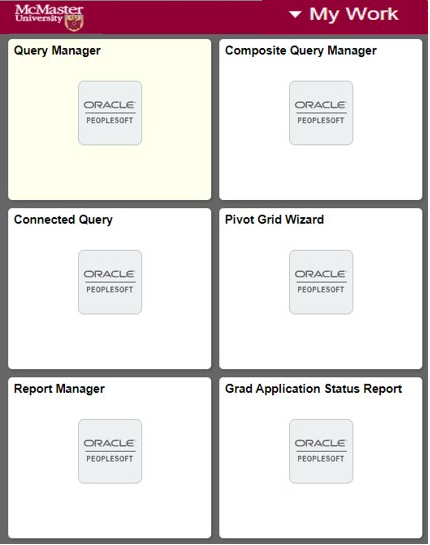 McMaster
University
My Work
Query Manager
Composite Query Manager
ORACLE
PEOPLESOFT
ORACLE
PEOPLESOFT
Connected Query
Pivot Grid Wizard
ORACLE
PEOPLESOFT
ORACLE
PEOPLESOFT
Report Manager
Grad Application Status Report
ORACLE
PEOPLESOFT
ORACLE
PEOPLESOFT